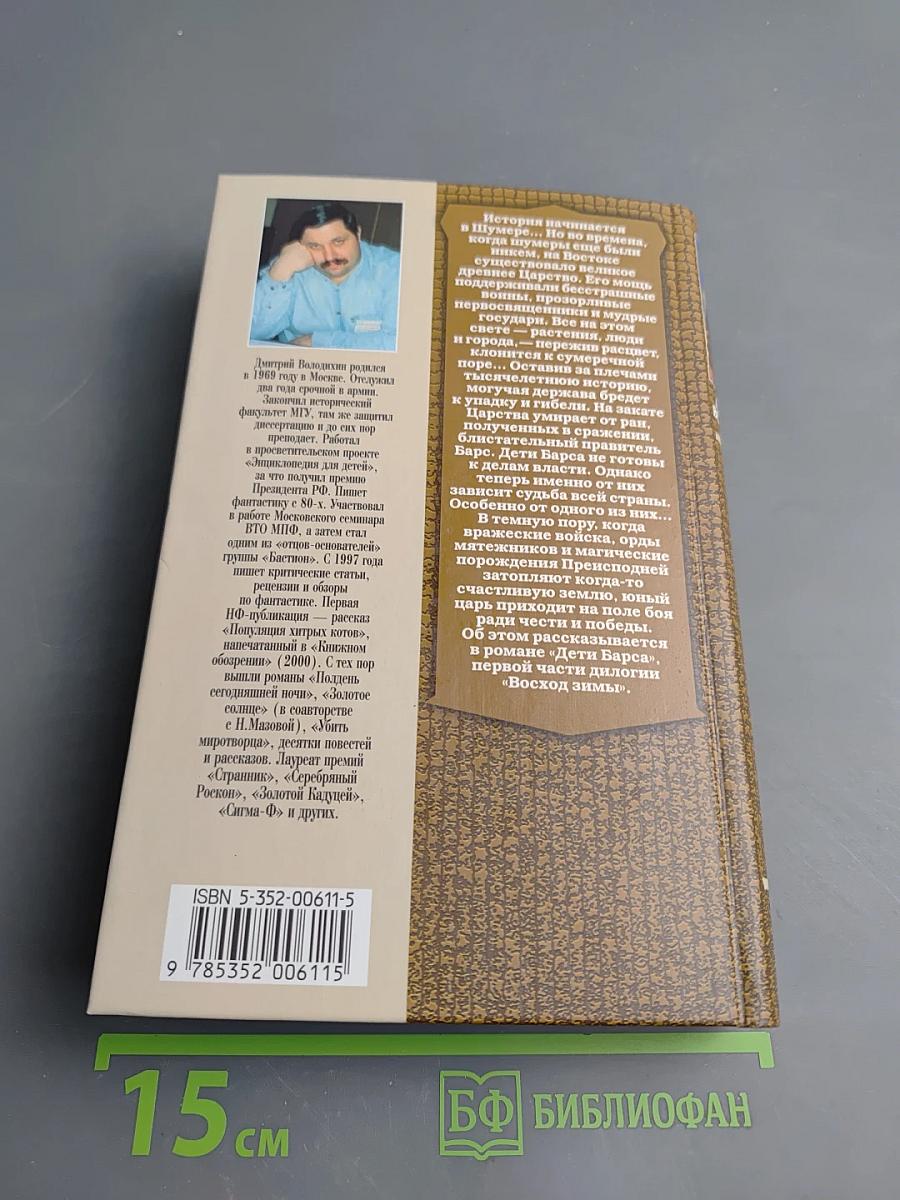 Дмитрий Володихин родился
в 1969 году в Москве. Отслужил
два года срочной в армии.
Закончил исторический
факультет МГУ, там же защитил
диссертацию и до сих пор
преподает. Работал
в просветительском проекте
«Энциклопедия для детей»,
за что получил премию
Президента РФ. Пишет
фантастику с 80-х. Участвовал
в работе Московского семинара
ВТО МПФ, а затем стал
одним из «отцов-основателей»
группы «Бастион». С 1997 года
пишет критические статьи,
рецензии и обзоры
по фантастике. Первая
НФ-публикация — рассказ
«Популяция хитрых котов»,
напечатанный в «Книжном
обозрении» (2000). С тех пор
вышли романы «Полдень
сегодняшней ночи», «Золотое
солнце» (в соавторстве
с Н.Мазовой), «Убить
миротворца», десятки повестей
и рассказов. Лауреат премий
«Странник», «Серебряный
Роскон», «Золотой Кадуцей»,
«Сигма-Ф» и других.
ISBN 5-352-00611-5
9 785352 006115
История начинается
в Шумере... Но во времена,
когда шумеры еще были
никем, на Востоке
существовало великое
древнее Царство. Его мощь
поддерживали бесстрашные
воины, прозорливые
первосвященники и мудрые
государи. Все на этом
свете — растения, люди
и города, — пережив расцвет,
клонится к сумеречной
поре... Оставив за плечами
тысячелетнюю историю,
могучая держава бредет
к упадку и гибели. На закате
Царства умирает от ран,
полученных в сражении,
блистательный правитель
Барс. Дети Барса не готовы
к делам власти. Однако
теперь именно от них
зависит судьба всей страны.
Особенно от одного из них...
В темную пору, когда
вражеские войска, орды
мятежников и магические
порождения Преисподней
затопляют когда-то
счастливую землю, юный
царь приходит на поле боя
ради чести и победы.
Об этом рассказывается
в романе «Дети Барса»,
первой части дилогии
«Восход зимы».
15 см
БФ БИБЛИОФАН